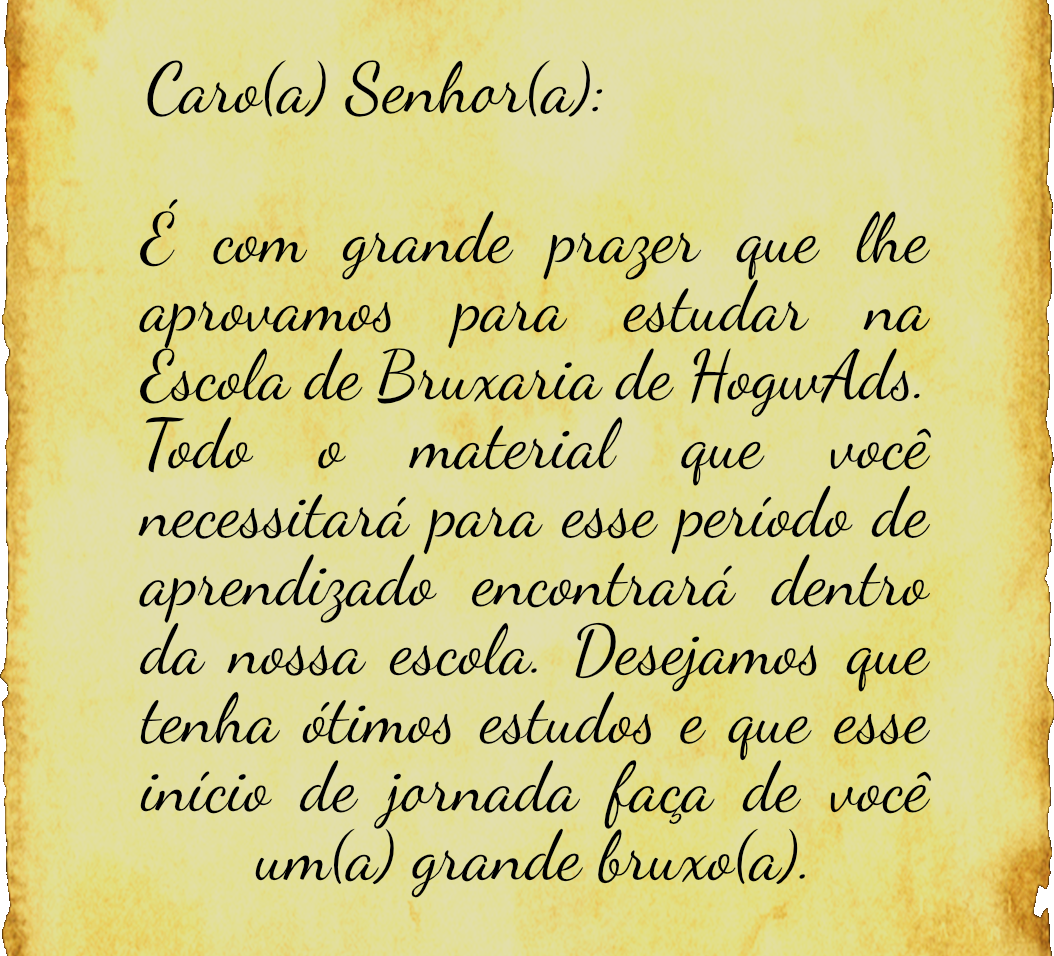 Caro(a) Senhor(a):
É com grande prazer que lhe
aprovamos para estudar na
Escola de Bruxaria de HogwAds.
Todo o material que você
necessitará para esse período de
aprendizado encontrará dentro
da nossa escola. Desejamos que
tenha ótimos estudos e que esse
início de jornada faça de você
um(a) grande bruxo(a).